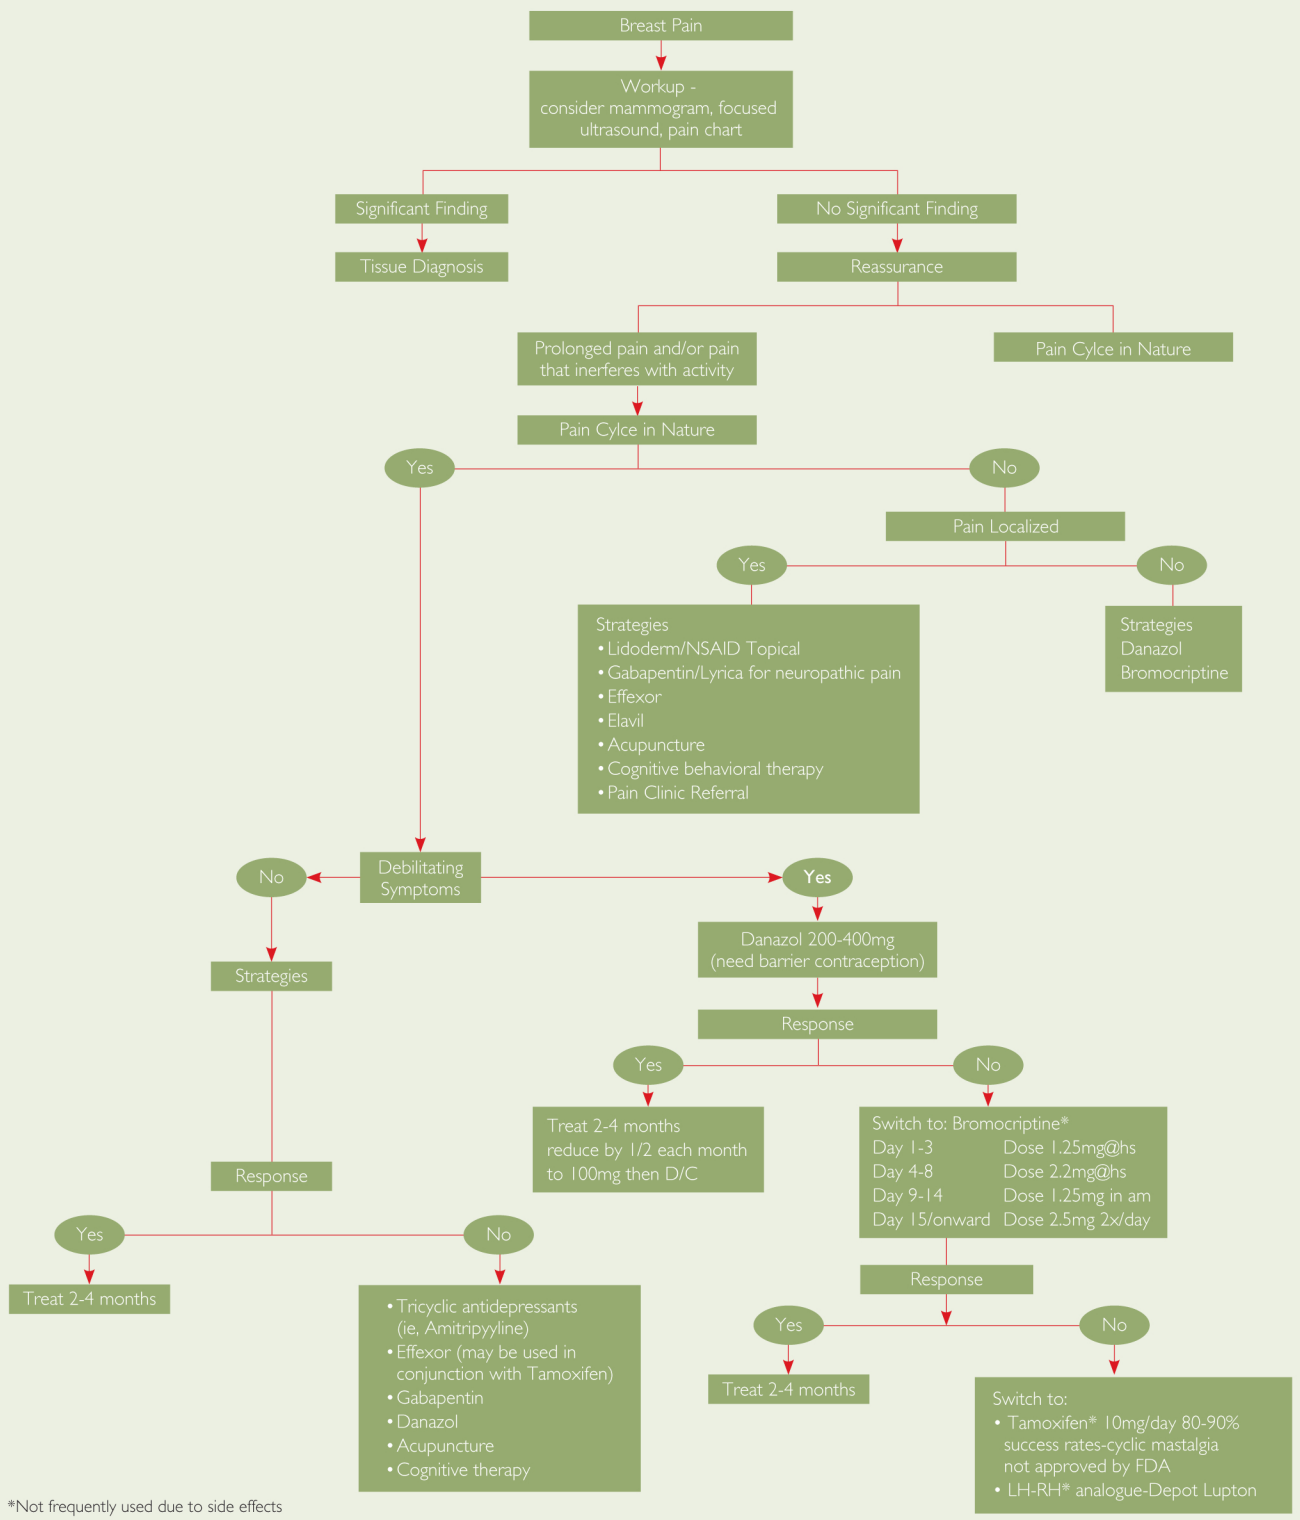 Breast Pain
Workup -
consider mammogram, focused
ultrasound, pain chart
Significant Finding
No Significant Finding
Tissue Diagnosis
Reassurance
Prolonged pain and/or pain
that inerferes with activity
Pain Cylce in Nature
Pain Cylce in Nature
Yes
No
Pain Localized
Yes
No
Strategies
•Lidoderm/NSAID Topical
•Gabapentin/Lyrica for neuropathic pain
•Effexor
•Elavil
•Acupuncture
•Cognitive behavioral therapy
•Pain Clinic Referral
Strategies
Danazol
Bromocriptine
Debilitating
Symptoms
No
Yes
Strategies
Danazol 200-400mg
(need barrier contraception)
Response
Yes
No
Treat 2-4 months
reduce by 1/2 each month
to 100mg then D/C
Switch to: Bromocriptine*
Day 1-3 Dose 1.25mg@hs
Day 4-8 Dose 2.2mg@hs
Day 9-14 Dose 1.25mg in am
Day 15/onward Dose 2.5mg 2x/day
Response
Yes
No
Treat 2-4 months
•Tricyclic antidepressants
(ie, Amitripyyline)
•Effexor (may be used in
conjunction with Tamoxifen)
•Gabapentin
•Danazol
•Acupuncture
•Cognitive therapy
Response
Yes
No
Treat 2-4 months
Switch to:
• Tamoxifen* 10mg/day 80-90%
success rates-cyclic mastalgia
not approved by FDA
• LH-RH* analogue-Depot Lupton
*Not frequently used due to side effects